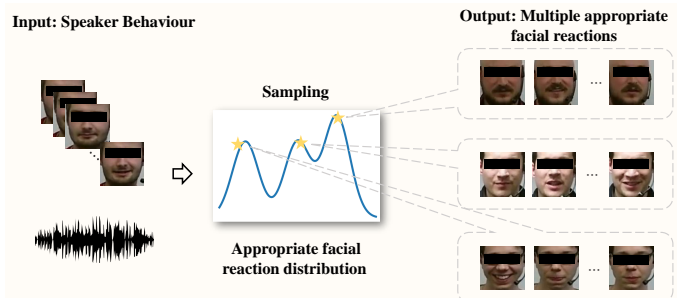 Input: Speaker Behaviour
Output: Multiple appropriate
facial reactions
Sampling
...
...
...
Appropriate facial
reaction distribution